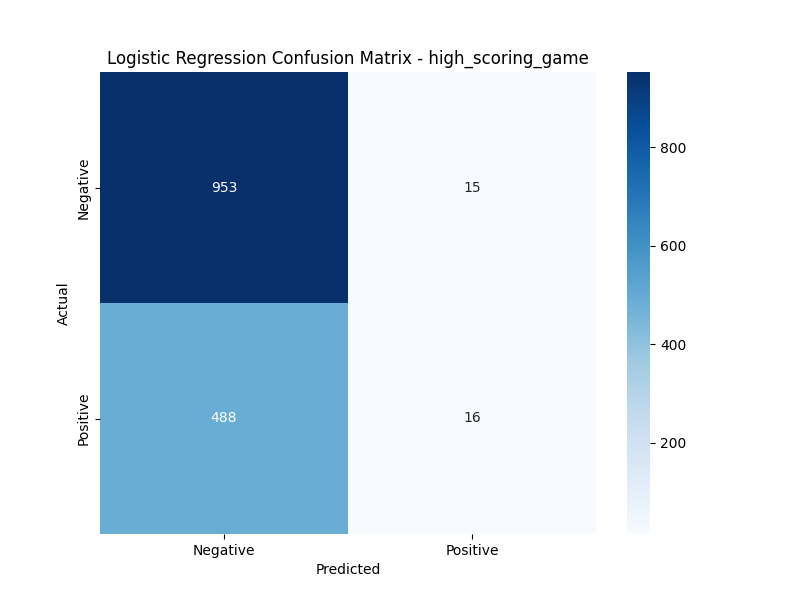 Logistic Regression Confusion Matrix - high_scoring_game
Actual
Negative
953
15
Positive
488
16
Negative
Positive
Predicted
800
600
400
200